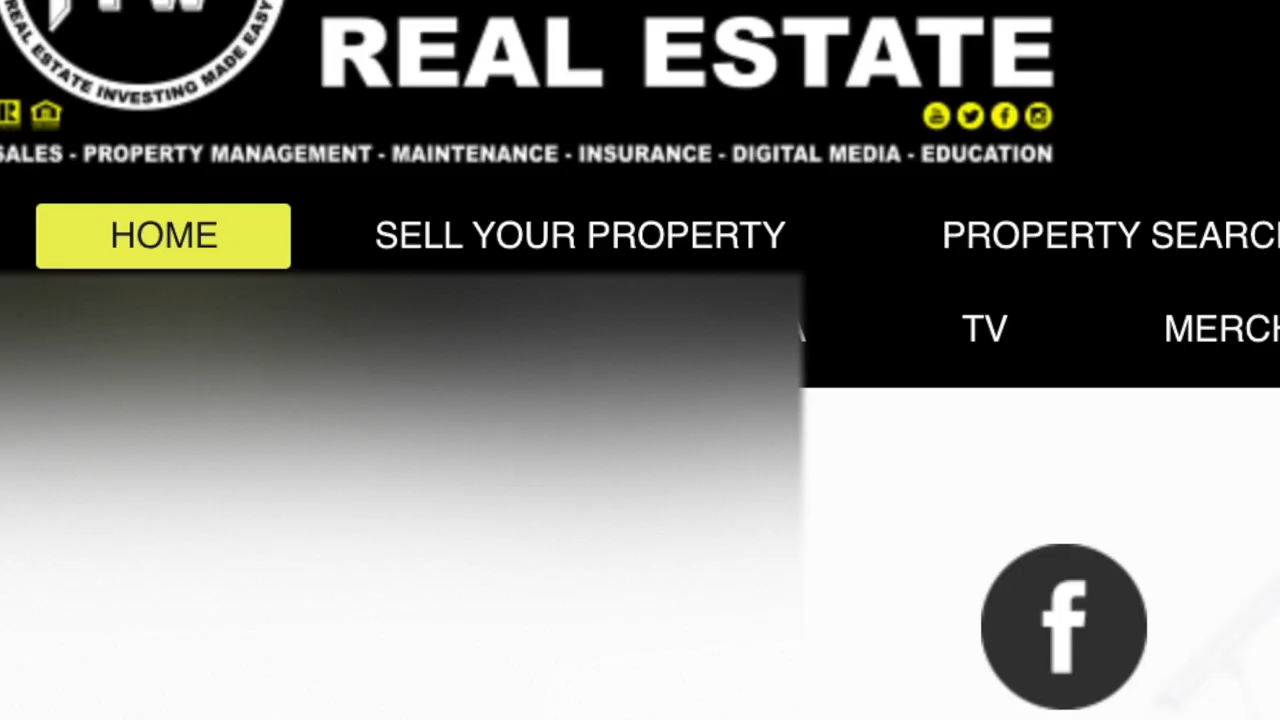 REAL ESTATE INVESTING MADE EASY
REAL ESTATE
SALES - PROPERTY MANAGEMENT - MAINTENANCE - INSURANCE - DIGITAL MEDIA - EDUCATION
HOME SELL YOUR PROPERTY PROPERTY SEARC
TV MERCH
f